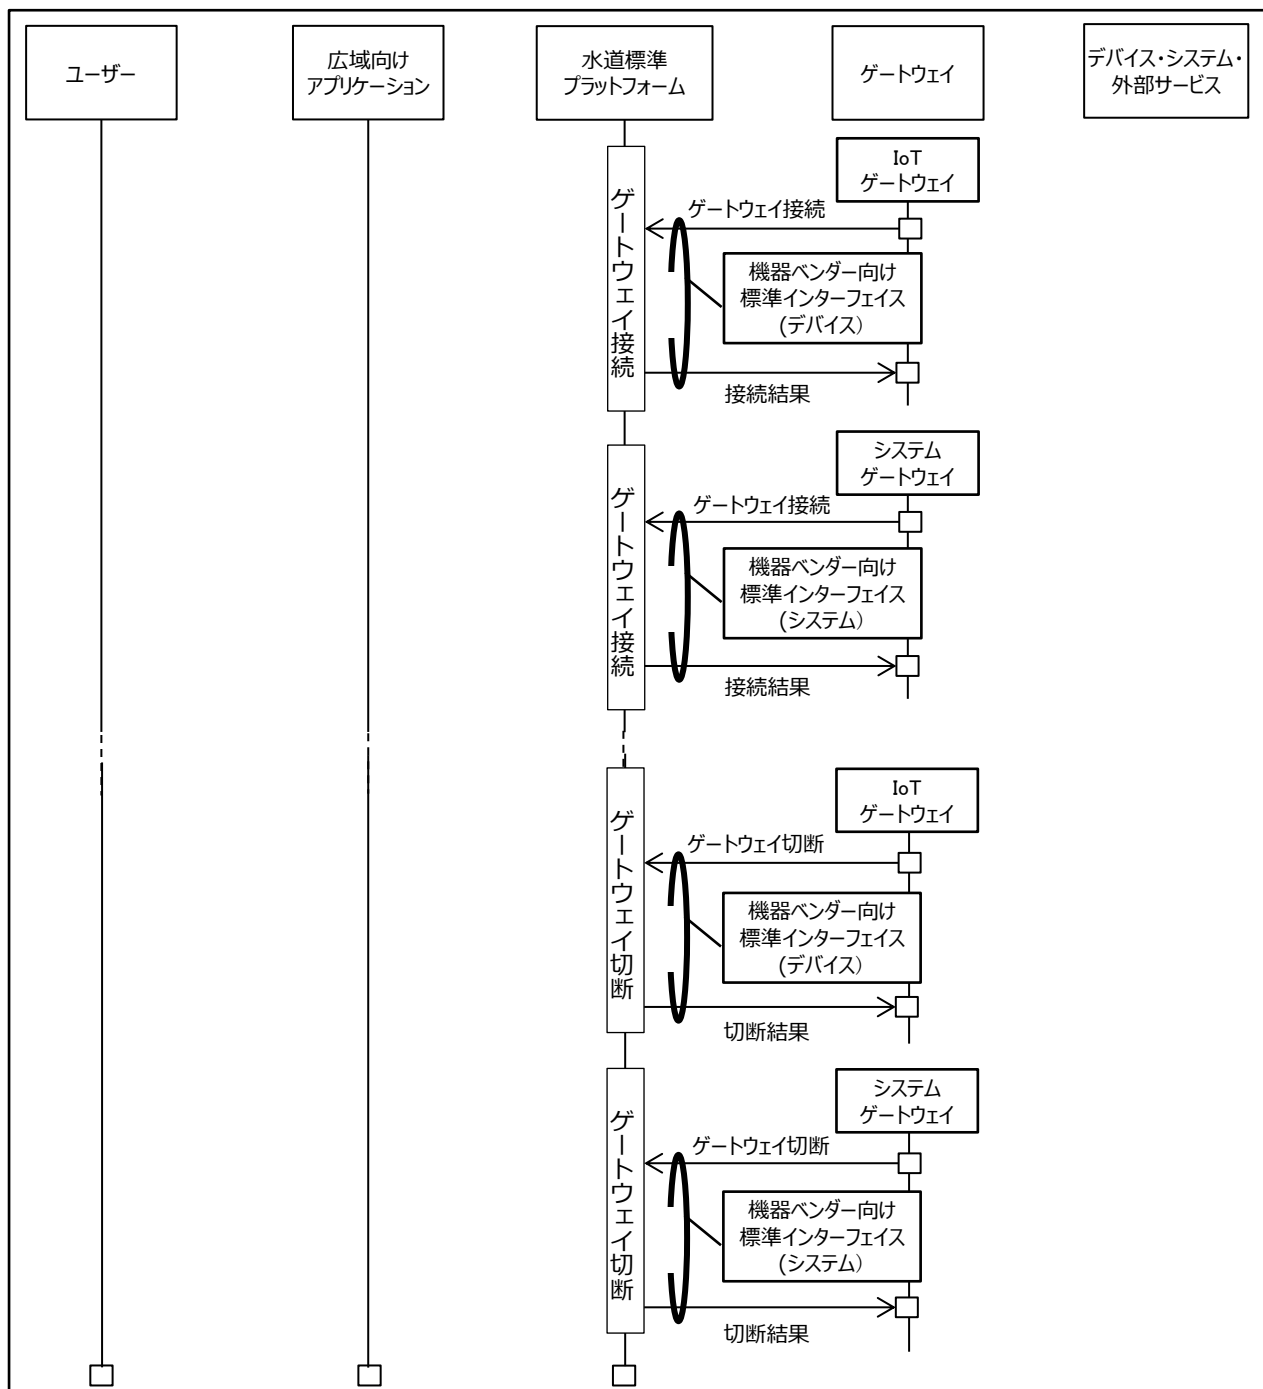 ユーザー
広域向け
アプリケーション
水道標準
プラットフォーム
ゲートウェイ
デバイス・システム・
外部サービス
IoT
ゲートウェイ
ゲートウェイ接続
ゲートウェイ接続
機器ベンダー向け
標準インターフェイス
(デバイス)
接続結果
システム
ゲートウェイ
ゲートウェイ接続
ゲートウェイ接続
機器ベンダー向け
標準インターフェイス
(システム)
接続結果
IoT
ゲートウェイ
ゲートウェイ切断
ゲートウェイ切断
機器ベンダー向け
標準インターフェイス
(デバイス)
切断結果
システム
ゲートウェイ
ゲートウェイ切断
ゲートウェイ切断
機器ベンダー向け
標準インターフェイス
(システム)
切断結果